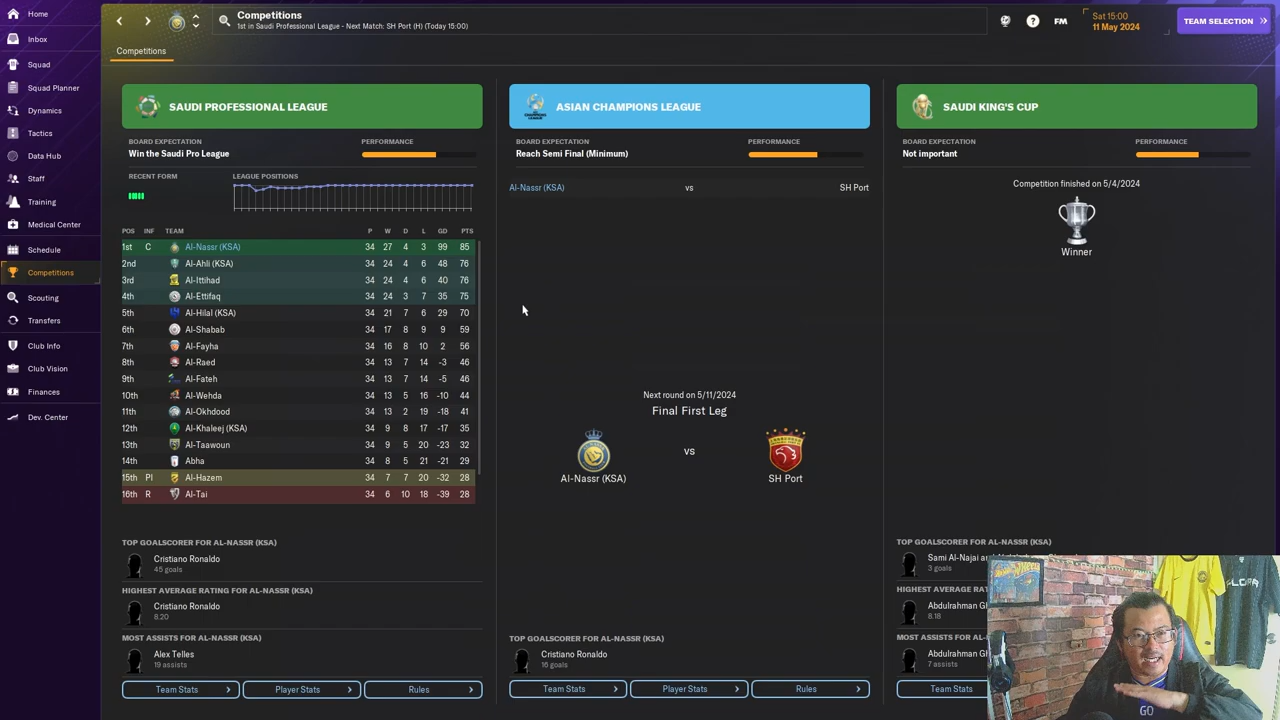 Home
Inbox
Squad
Squad Planner
Dynamics
Tactics
Data Hub
Staff
Training
Medical Center
Schedule
Competitions
Scouting
Transfers
Club Info
Club Vision
Finances
Dev. Center
Competitions
1st in Saudi Professional League - Next Match: SH Port (H) (Today 15:00)
FM
Sat 15:00
11 May 2024
TEAM SELECTION
Competitions
SAUDI PROFESSIONAL LEAGUE
BOARD EXPECTATION PERFORMANCE
Win the Saudi Pro League
RECENT FORM LEAGUE POSITIONS
POS INF TEAM P W D L GD PTS
1st C Al-Nassr (KSA) 34 27 4 3 99 85
2nd Al-Ahli (KSA) 34 24 4 6 48 76
3rd Al-Ittihad 34 24 4 6 40 76
4th Al-Ettifaq 34 24 3 7 35 75
5th Al-Hilal (KSA) 34 21 7 6 29 70
6th Al-Shabab 34 17 8 9 9 59
7th Al-Fayha 34 16 8 10 2 56
8th Al-Raed 34 13 7 14 -3 46
9th Al-Fateh 34 13 7 14 -5 46
10th Al-Wehda 34 13 5 16 -10 44
11th Al-Okhdood 34 13 2 19 -18 41
12th Al-Khaleej (KSA) 34 9 8 17 -17 35
13th Al-Taawoun 34 9 5 20 -23 32
14th Abha 34 8 5 21 -21 29
15th Pl Al-Hazem 34 7 7 20 -32 28
16th R Al-Tai 34 6 10 18 -39 28
TOP GOALSCORER FOR AL-NASSR (KSA)
Cristiano Ronaldo
45 goals
HIGHEST AVERAGE RATING FOR AL-NASSR (KSA)
Cristiano Ronaldo
8.20
MOST ASSISTS FOR AL-NASSR (KSA)
Alex Telles
19 assists
Team Stats
Player Stats
Rules
ASIAN CHAMPIONS LEAGUE
BOARD EXPECTATION PERFORMANCE
Reach Semi Final (Minimum)
Al-Nassr (KSA) vs SH Port
Next round on 5/11/2024
Final First Leg
vs
Al-Nassr (KSA) SH Port
TOP GOALSCORER FOR AL-NASSR (KSA)
Cristiano Ronaldo
16 goals
Team Stats
Player Stats
Rules
SAUDI KING'S CUP
BOARD EXPECTATION PERFORMANCE
Not important
Competition finished on 5/4/2024
Winner
TOP GOALSCORER FOR AL-NASSR (KSA)
Sami Al-Najai
3 goals
HIGHEST AVERAGE
Abdulrahman
8.18
MOST ASSISTS FOR AL-N
Abdulrahman
7 assists
Team Stats
GO